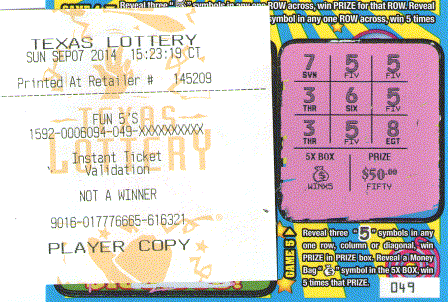 Reveal three "5" symbols in any one ROW across, win PRIZE for that ROW. Reveal
symbol in any one ROW across, win 5 times
TEXAS LOTTERY
SUN SEP07 2014 15:23:19 CT
Printed At Retailer # 145209
TEXAS
LOTTERY
FUN 5'S
1592-0006094-049-XXXXXXXXXX
Instant Ticket
Validation
NOT A WINNER
9016-017776665-616321
PLAYER COPY
7 5 5
SVN FIV FIV
3 6 5
THR SIX FIV
3 5 8
THR FIV EGT
5X BOX PRIZE
$50.00
WINX5 FIFTY
GAME 5
Reveal three "5" symbols in any
one row, column or diagonal, win
PRIZE in PRIZE box. Reveal a Money
Bag "$" symbol in the 5X BOX, win
5 times that PRIZE.
049